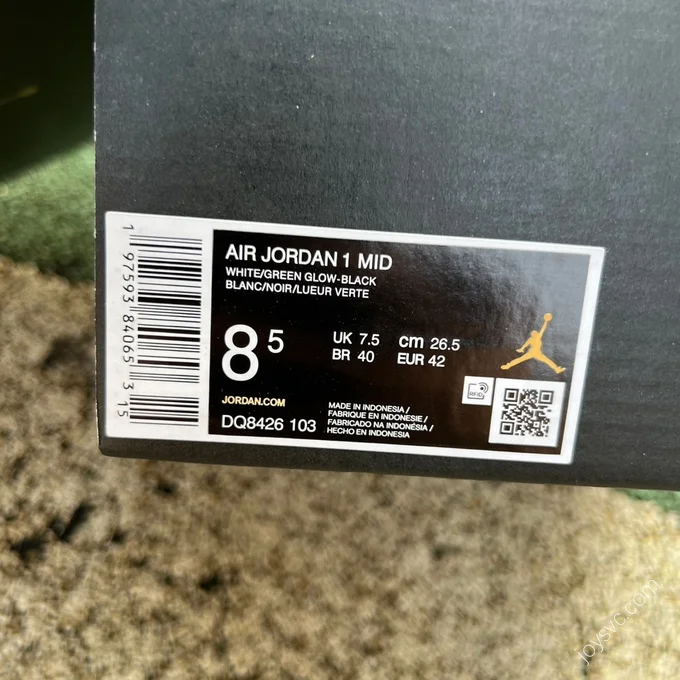 AIR JORDAN 1 MID
WHITE/GREEN GLOW-BLACK
BLANC/NOIR/LUEUR VERTE
8 5
UK 7.5 cm 26.5
BR 40 EUR 42
JORDAN.COM
DQ8426 103
MADE IN INDONESIA /
FABRIQUE EN INDONESIE /
FABRICADO NA INDONÉSIA /
HECHO EN INDONESIA
RFID
1 97593 84065 3 15
joysvc.com